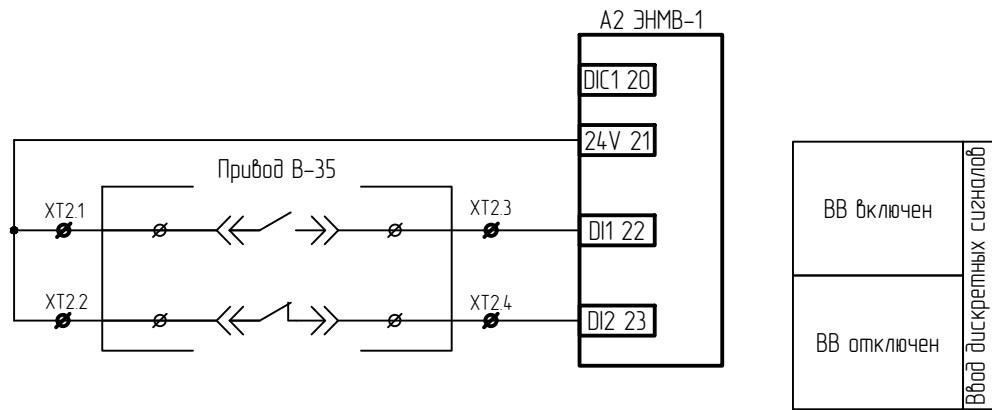 А2 ЭНМВ-1
DIC1 20
24V 21
Привод В-35
XT2.1
XT2.3
DI1 22
XT2.2
XT2.4
DI2 23
ВВ включен
ВВ отключен
Ввод дискретных сигналов